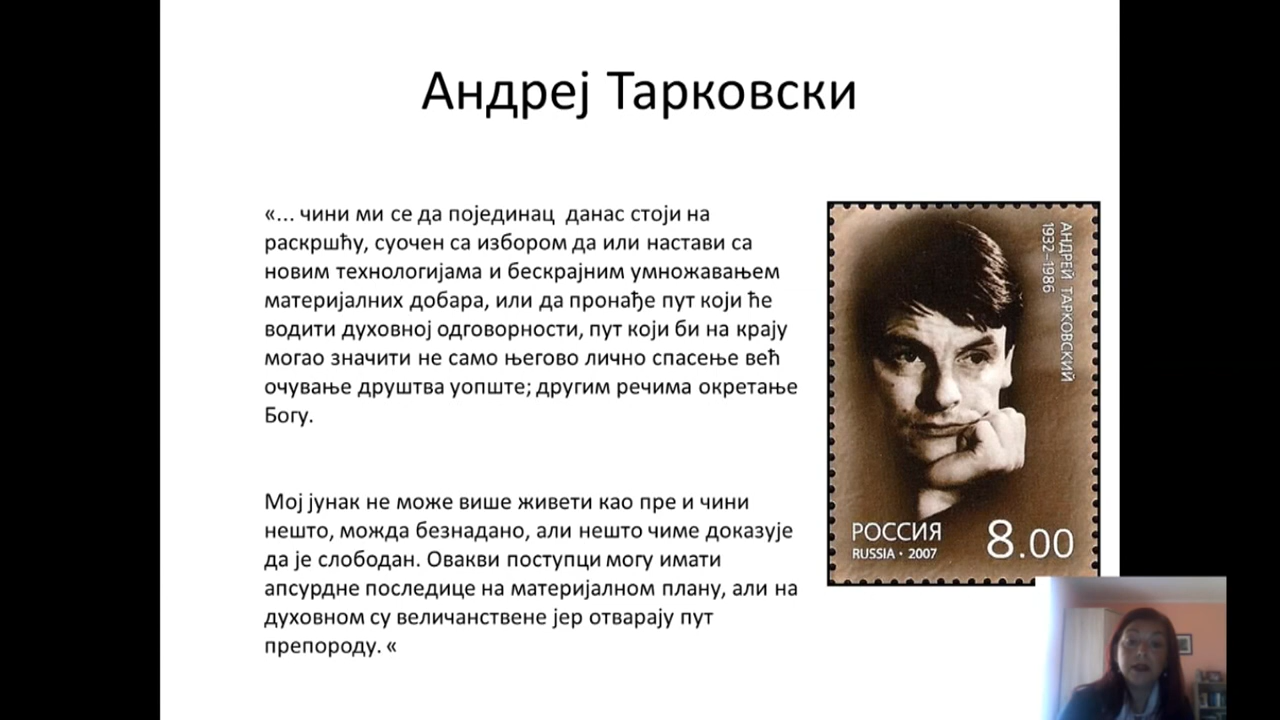 Андреј Тарковски
«... чини ми се да појединац  данас стоји на
раскршћу, суочен са избором да или настави са
новим технологијама и бескрајним умножавањем
материјалних добара, или да пронађе пут који ће
водити духовној одговорности, пут који би на крају
могао значити не само његово лично спасење већ
очување друштва уопште; другим речима окретање
Богу.
Мој јунак не може више живети као пре и чини
нешто, можда безнадано, али нешто чиме доказује
да је слободан. Овакви поступци могу имати
апсурдне последице на материјалном плану, али на
духовном су величанствене јер отварају пут
препороду. «
АНДРЕЙ ТАРКОВСКИЙ
1932–1986
РОССИЯ
RUSSIA • 2007
8.00